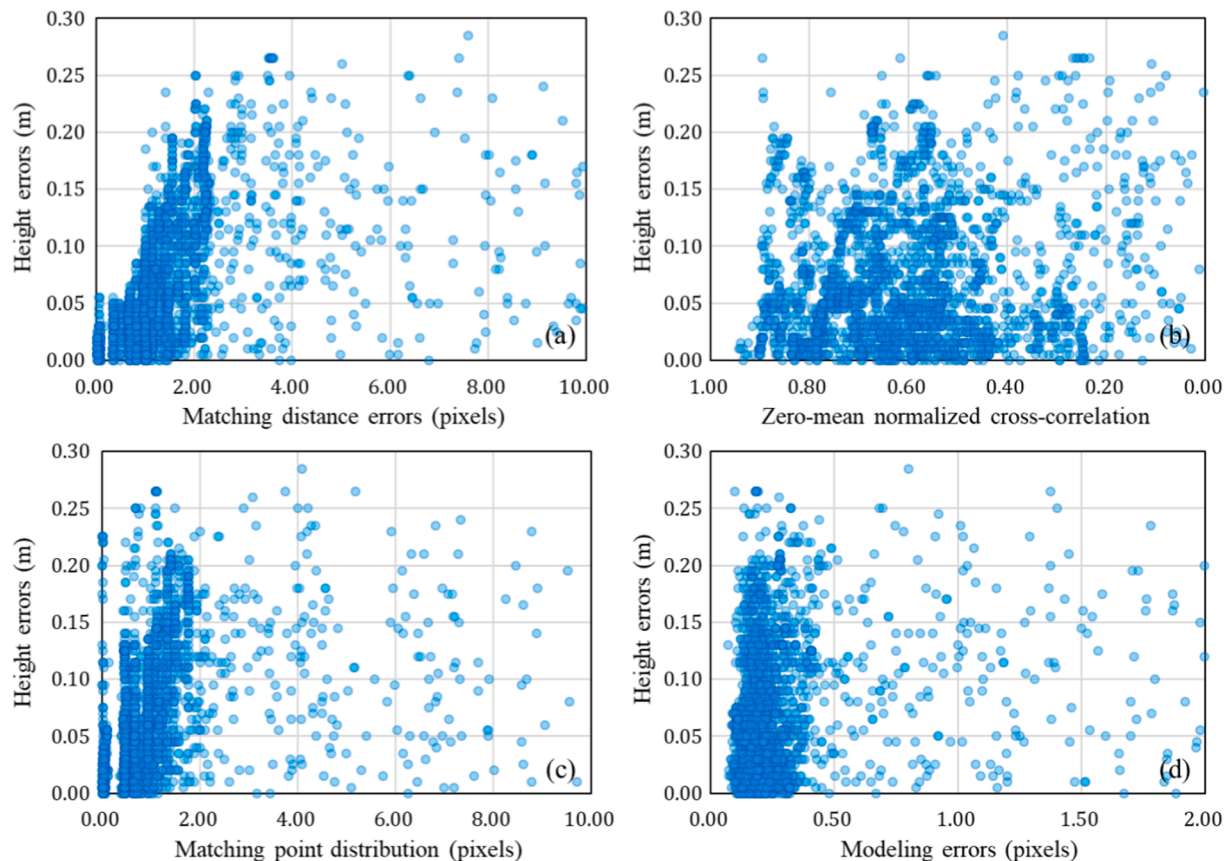 0.30
0.25
0.20
0.15
0.10
0.05
0.00
Height errors (m)
(a)
0.00 2.00 4.00 6.00 8.00 10.00
Matching distance errors (pixels)
0.30
0.25
0.20
0.15
0.10
0.05
0.00
Height errors (m)
(b)
1.00 0.80 0.60 0.40 0.20 0.00
Zero-mean normalized cross-correlation
0.30
0.25
0.20
0.15
0.10
0.05
0.00
Height errors (m)
(c)
0.00 2.00 4.00 6.00 8.00 10.00
Matching point distribution (pixels)
0.30
0.25
0.20
0.15
0.10
0.05
0.00
Height errors (m)
(d)
0.00 0.50 1.00 1.50 2.00
Modeling errors (pixels)